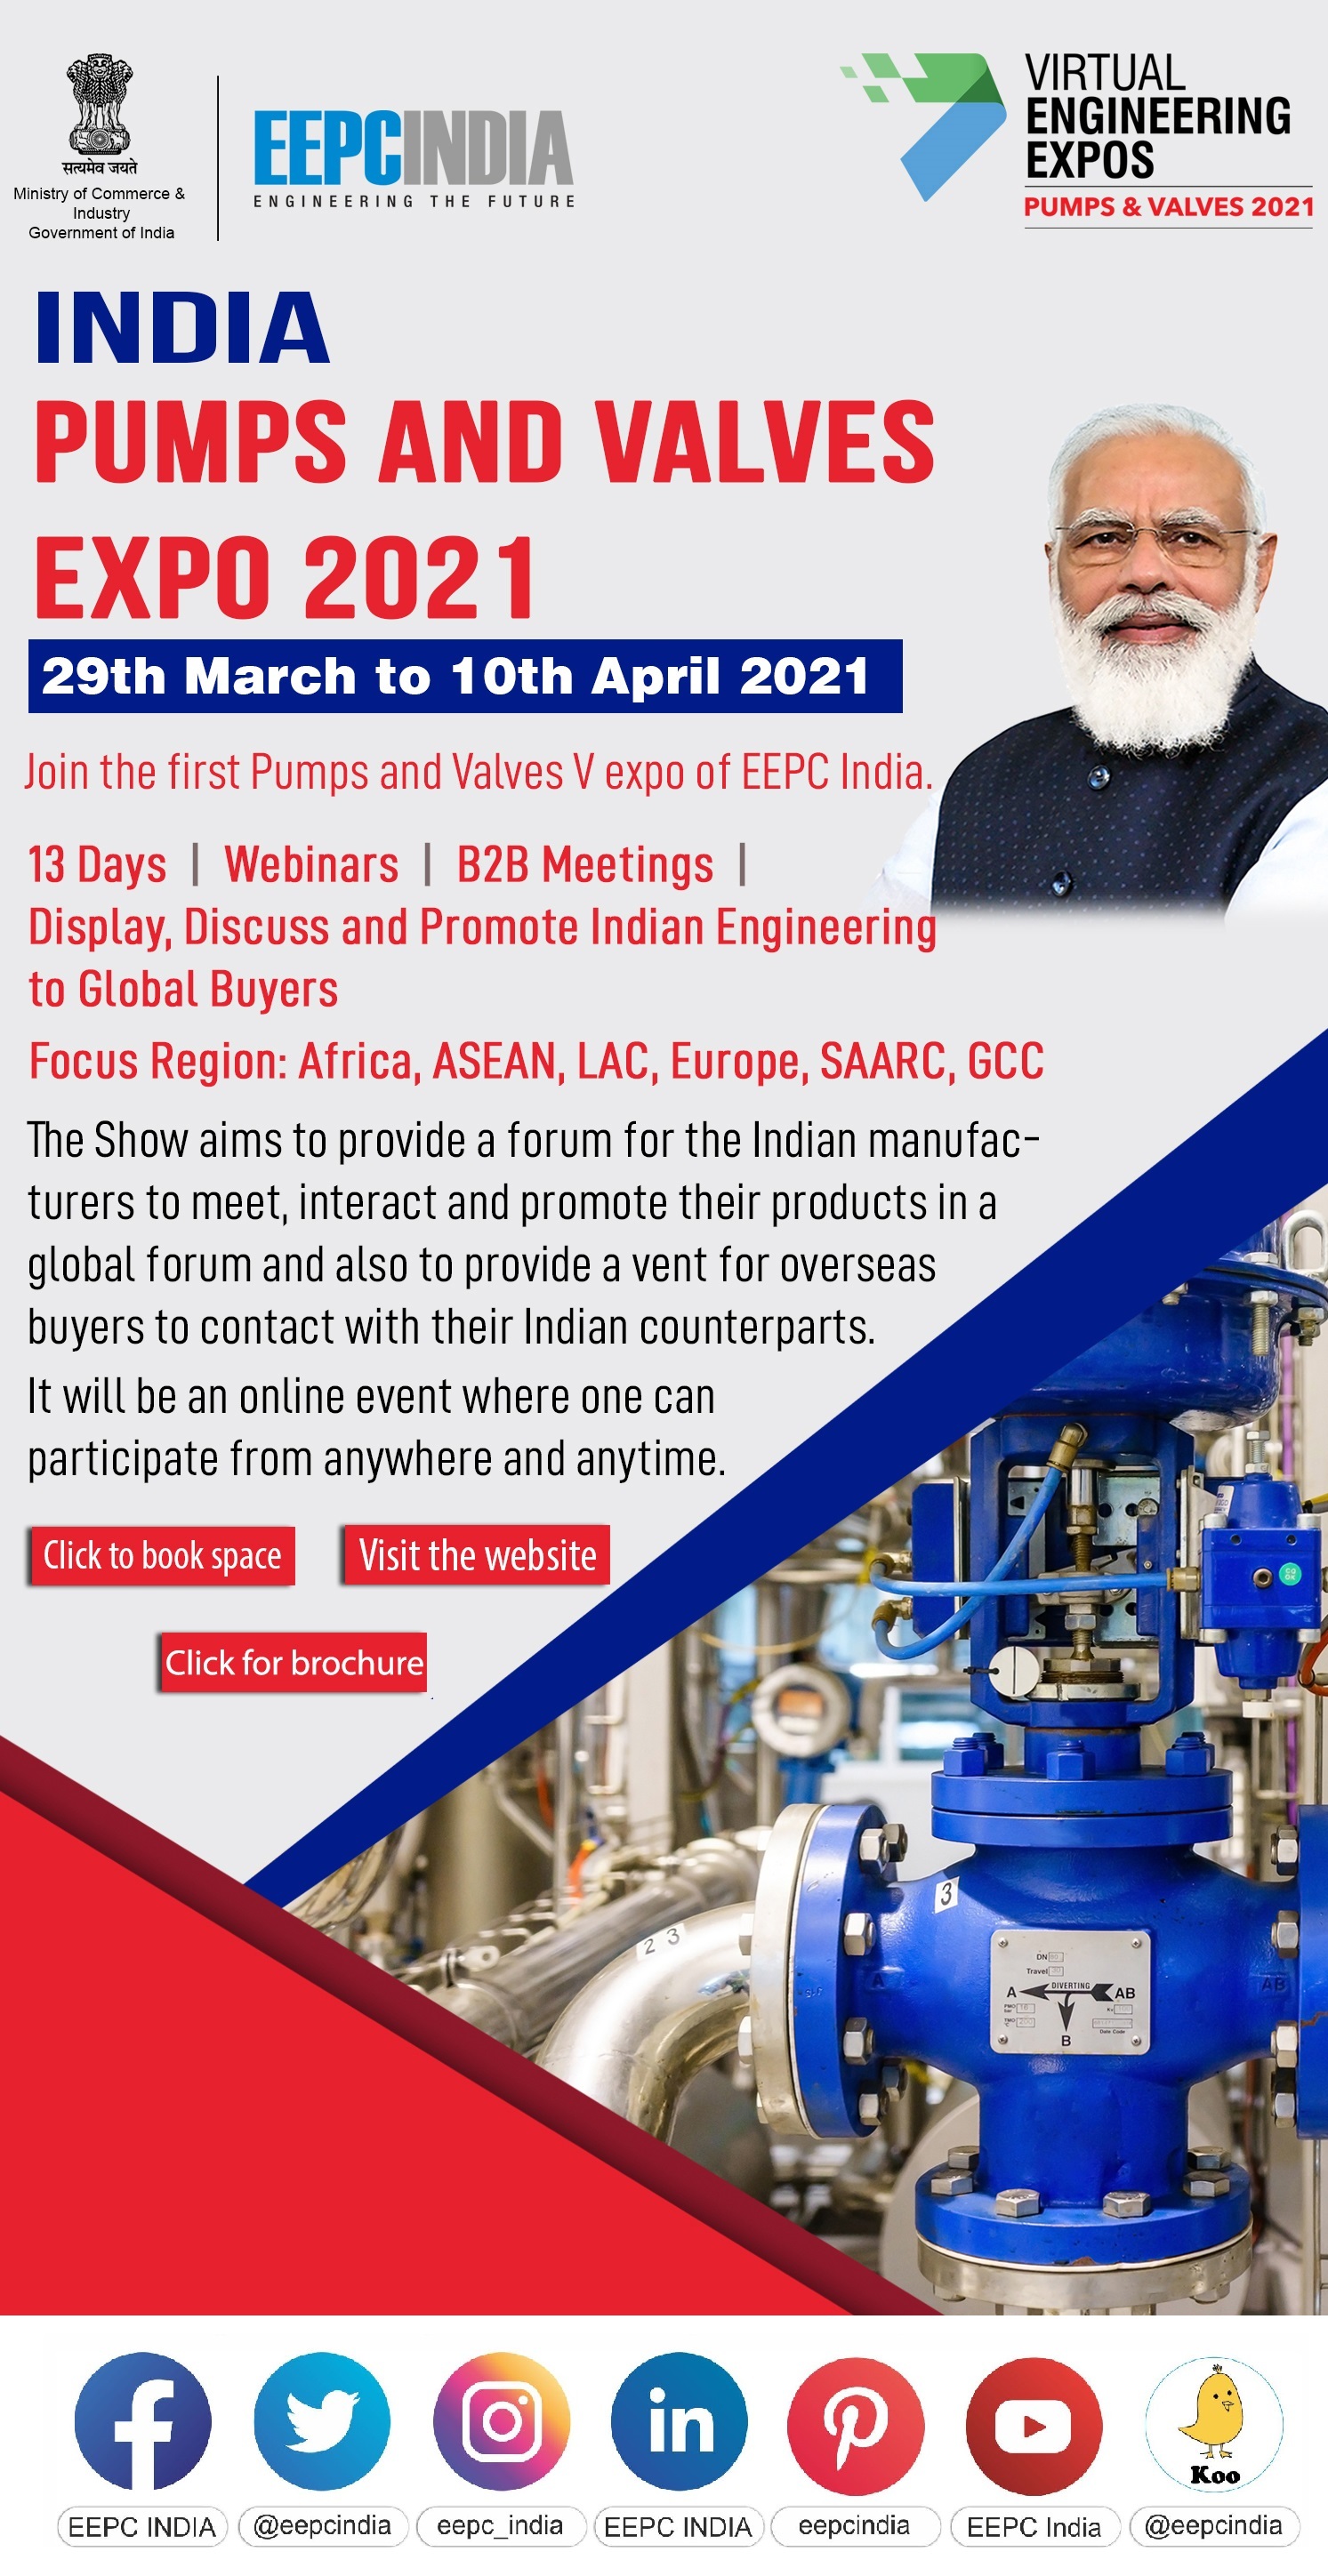 सत्यमेव जयते
Ministry of Commerce &
Industry
Government of India
EEPCINDIA
ENGINEERING THE FUTURE
VIRTUAL
ENGINEERING
EXPOS
PUMPS & VALVES 2021
INDIA
PUMPS AND VALVES
EXPO 2021
29th March to 10th April 2021
Join the first Pumps and Valves V expo of EEPC India.
13 Days | Webinars | B2B Meetings |
Display, Discuss and Promote Indian Engineering
to Global Buyers
Focus Region: Africa, ASEAN, LAC, Europe, SAARC, GCC
The Show aims to provide a forum for the Indian manufac-
turers to meet, interact and promote their products in a
global forum and also to provide a vent for overseas
buyers to contact with their Indian counterparts.
It will be an online event where one can
participate from anywhere and anytime.
Click to book space
Visit the website
Click for brochure
3
2 3
DN
Travel
DIVERTING
A AB
B
Date Code
A
AB
Koo
EEPC INDIA
@eepcindia
eepc_india
EEPC INDIA
eepcindia
EEPC India
@eepcindia